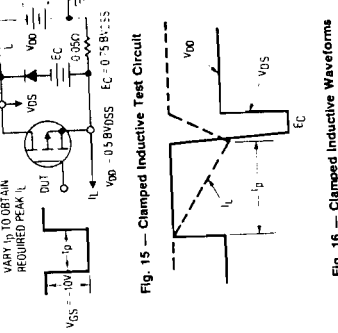 VARY tp TO OBTAIN
REQUIRED PEAK IL
VGS = -10V
tp
DUT
VDS
L
VDD
EC
0.05Ω
IL
VDD = 0.5 BVDSS
EC = 0.75 BVDSS
Fig. 15 — Clamped Inductive Test Circuit
VDD
IL
tp
VDS
EC
Fig. 16 — Clamped Inductive Waveforms